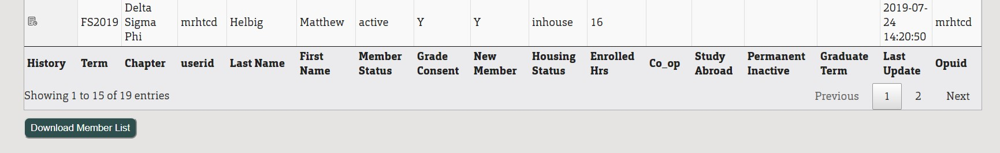 FS2019 Delta Sigma Phi mrhtcd Helbig Matthew active Y Y inhouse 16 2019-07-24 14:20:50 mrhtcd
History Term Chapter userid Last Name First Name Member Status Grade Consent New Member Housing Status Enrolled Hrs Co_op Study Abroad Permanent Inactive Graduate Term Last Update Opuid
Showing 1 to 15 of 19 entries Previous 1 2 Next
Download Member List